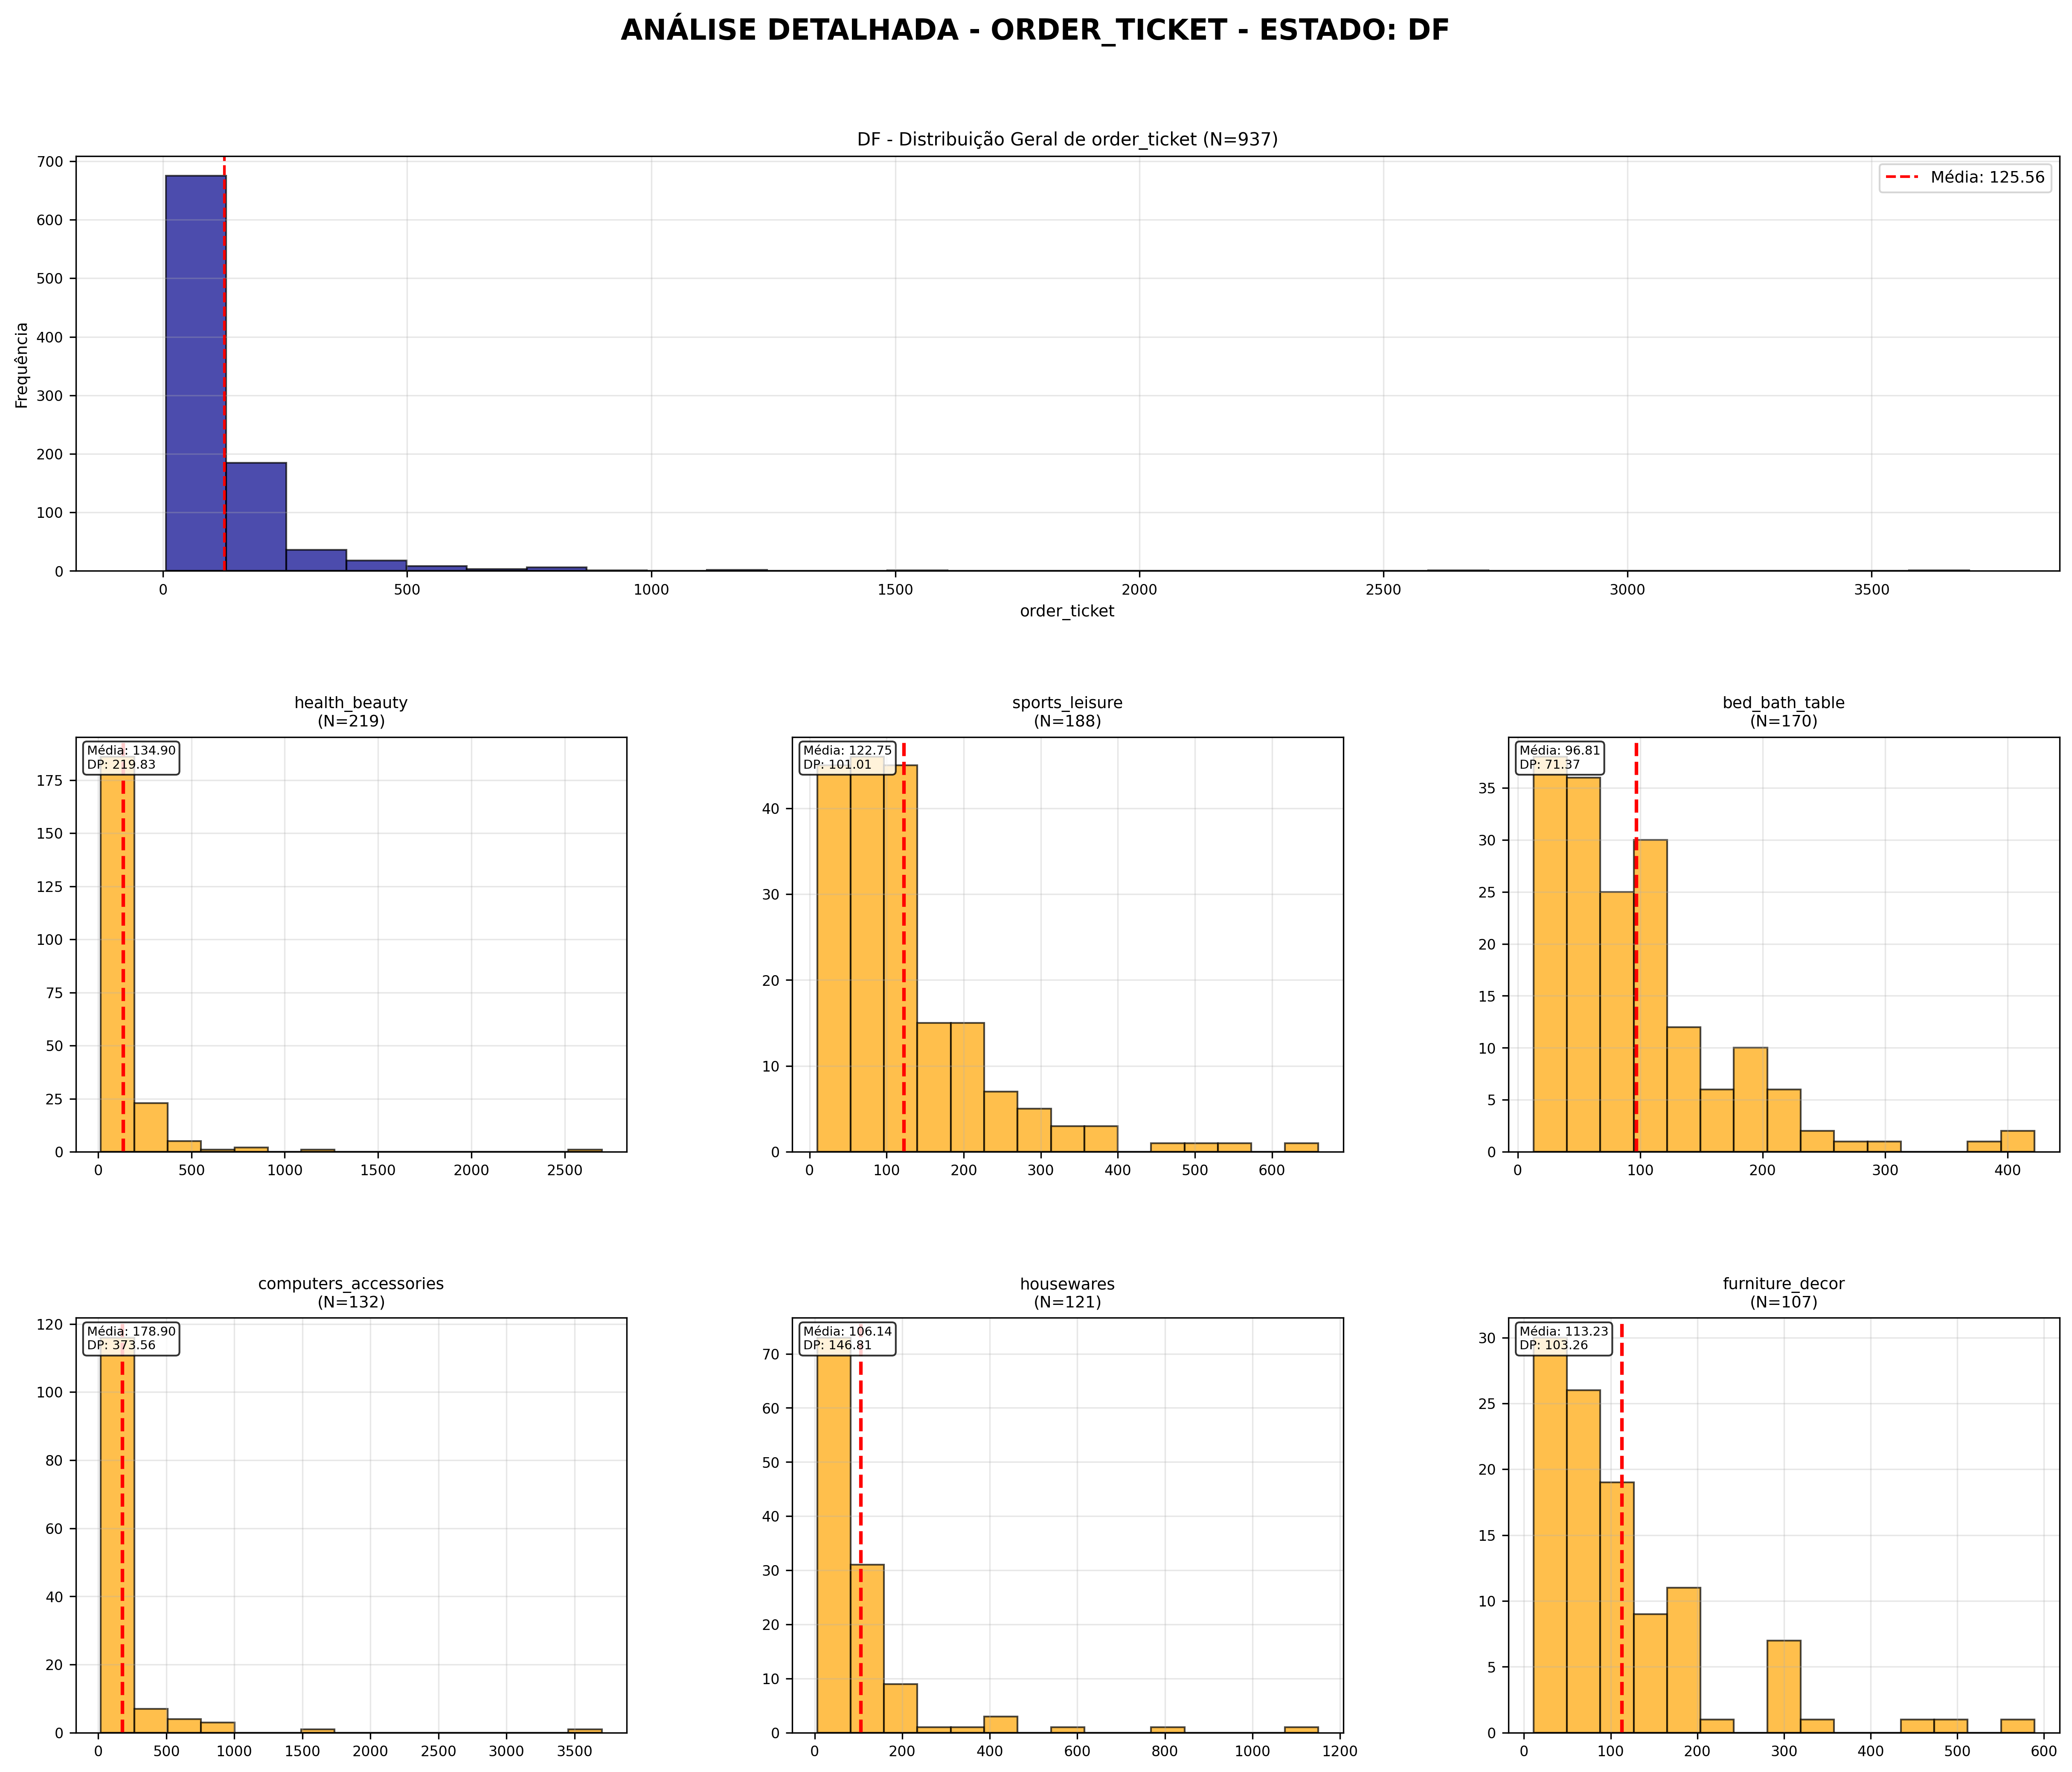 ANÁLISE DETALHADA - ORDER_TICKET - ESTADO: DF
DF - Distribuição Geral de order_ticket (N=937)
Média: 125.56
Frequência
700
600
500
400
300
200
100
0
0 500 1000 1500 2000 2500 3000 3500
order_ticket
health_beauty
(N=219)
Média: 134.90
DP: 219.83
175
150
125
100
75
50
25
0
0 500 1000 1500 2000 2500
sports_leisure
(N=188)
Média: 122.75
DP: 101.01
40
30
20
10
0
0 100 200 300 400 500 600
bed_bath_table
(N=170)
Média: 96.81
DP: 71.37
35
30
25
20
15
10
5
0
0 100 200 300 400
computers_accessories
(N=132)
Média: 178.90
DP: 373.56
120
100
80
60
40
20
0
0 500 1000 1500 2000 2500 3000 3500
housewares
(N=121)
Média: 106.14
DP: 146.81
70
60
50
40
30
20
10
0
0 200 400 600 800 1000 1200
furniture_decor
(N=107)
Média: 113.23
DP: 103.26
30
25
20
15
10
5
0
0 100 200 300 400 500 600